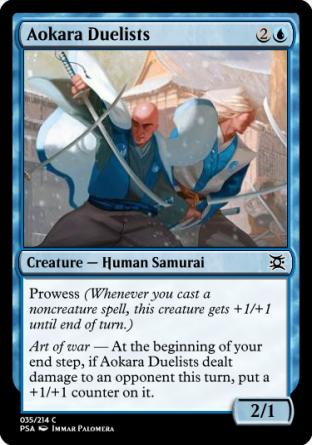 Aokara Duelists 2
Creature — Human Samurai
Prowess (Whenever you cast a
noncreature spell, this creature gets +1/+1
until end of turn.)
Art of war — At the beginning of your
end step, if Aokara Duelists dealt
damage to an opponent this turn, put a
+1/+1 counter on it.
2/1
035/214 C
PSA Immar Palomera